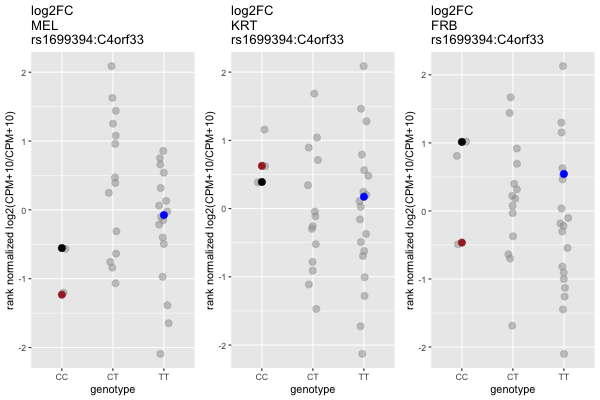 log2FC
MEL
rs1699394:C4orf33
rank normalized log2(CPM+10/CPM+10)
2
1
0
-1
-2
CC
CT
TT
genotype
log2FC
KRT
rs1699394:C4orf33
rank normalized log2(CPM+10/CPM+10)
2
1
0
-1
-2
CC
CT
TT
genotype
log2FC
FRB
rs1699394:C4orf33
rank normalized log2(CPM+10/CPM+10)
2
1
0
-1
-2
CC
CT
TT
genotype